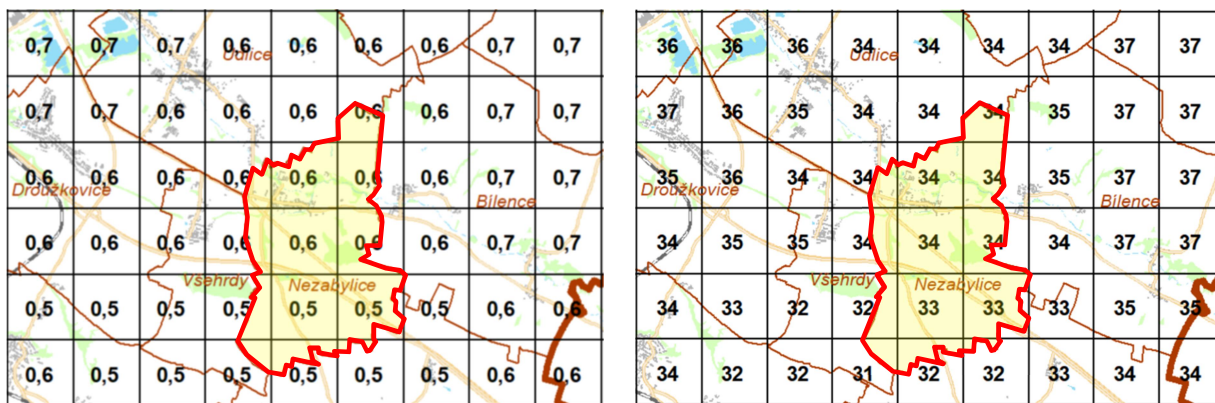 0,7 0,7 0,7 0,6 0,6 0,6 0,6 0,7 0,7
Údlice
0,7 0,7 0,6 0,6 0,6 0,6 0,6 0,7 0,7
0,6 0,6 0,6 0,6 0,6 0,6 0,6 0,7 0,7
Droužkovice
Bílence
0,6 0,6 0,6 0,6 0,6 0,6 0,6 0,7 0,7
Všehrdy Nezabylice
0,5 0,5 0,5 0,5 0,5 0,5 0,5 0,6 0,6
0,6 0,5 0,5 0,5 0,5 0,5 0,5 0,6 0,6
36 36 36 34 34 34 34 37 37
Údlice
37 36 35 34 34 34 35 37 37
35 36 34 34 34 34 35 37 37
Droužkovice
Bílence
34 35 35 34 34 34 34 37 37
Všehrdy Nezabylice
34 33 32 32 33 33 33 35 35
34 32 32 31 32 32 33 34 34